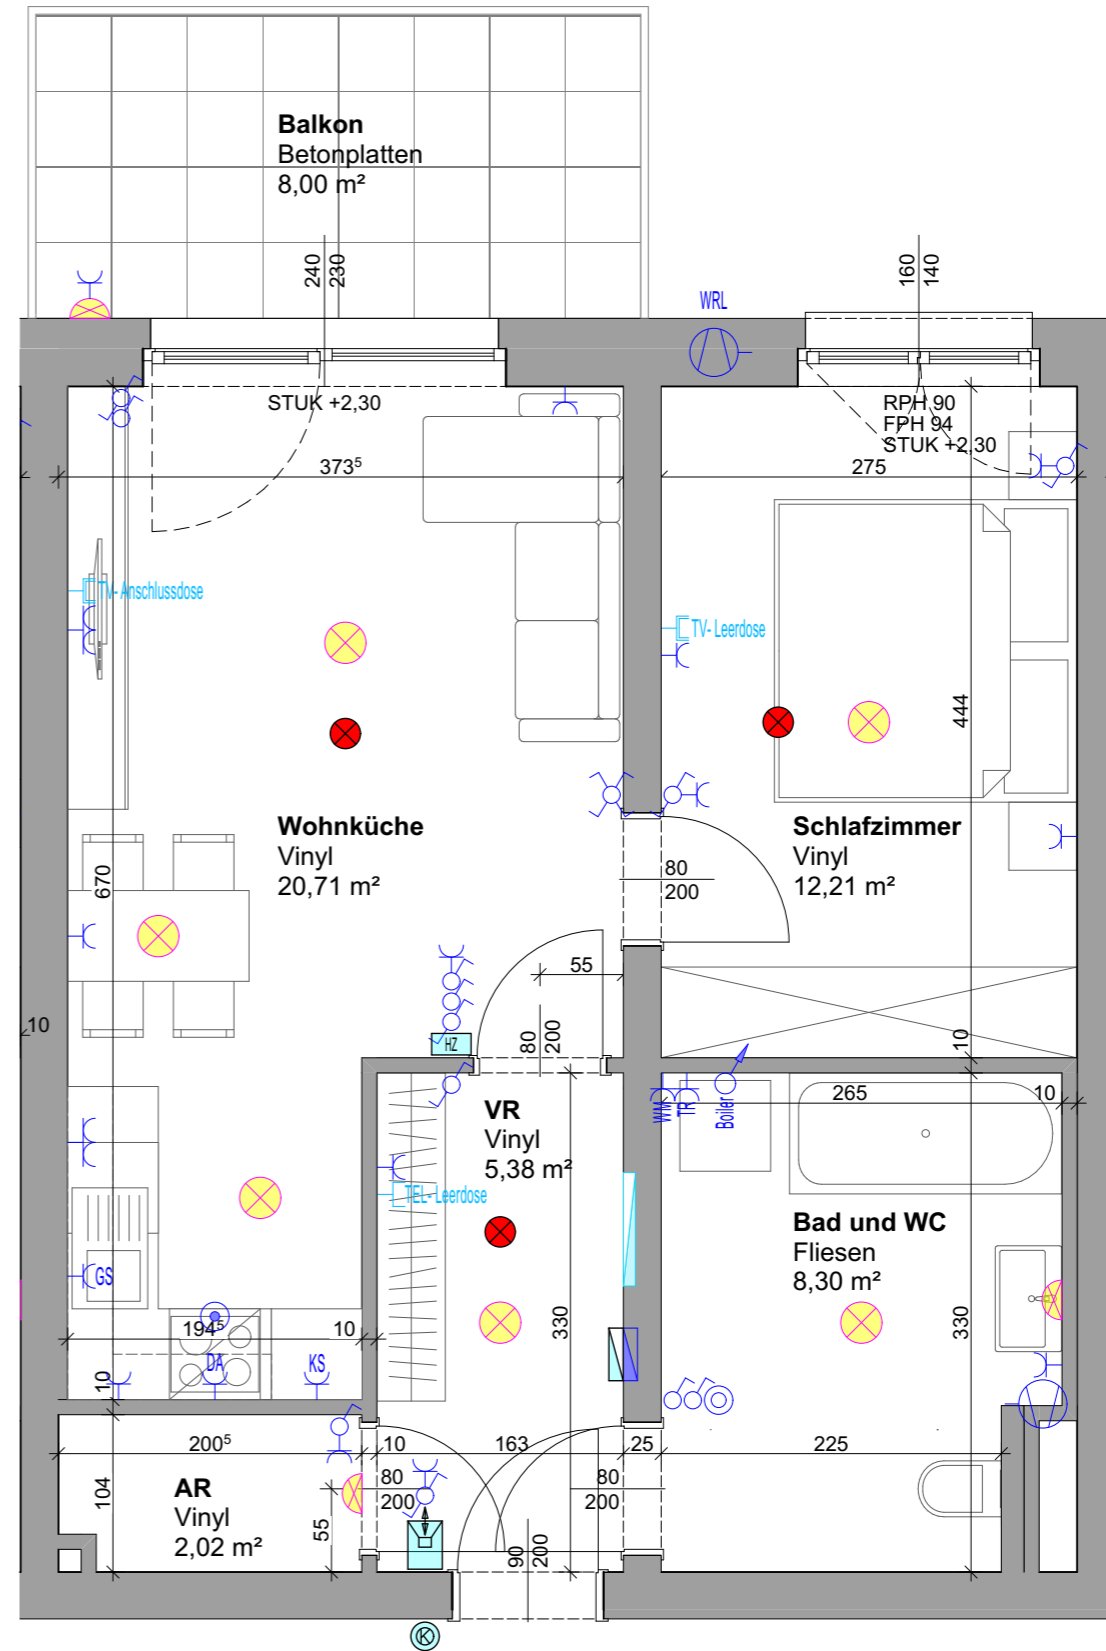 Balkon
Betonplatten
8,00 m²
240
230
160
140
WRL
STUK +2,30
RPH 90
FPH 94
STUK +2,30
373⁵
275
TV- Anschlussdose
TV- Leerdose
444
Wohnküche
Vinyl
20,71 m²
Schlafzimmer
Vinyl
12,21 m²
670
80
200
55
10
80
200
HZ
10
VR
Vinyl
5,38 m²
WM
TR
Boiler
265
10
TEL- Leerdose
Bad und WC
Fliesen
8,30 m²
GS
194⁵
10
330
330
DA
KS
10
200⁵
10
163
25
225
AR
Vinyl
2,02 m²
104
55
80
200
80
200
90
200
K